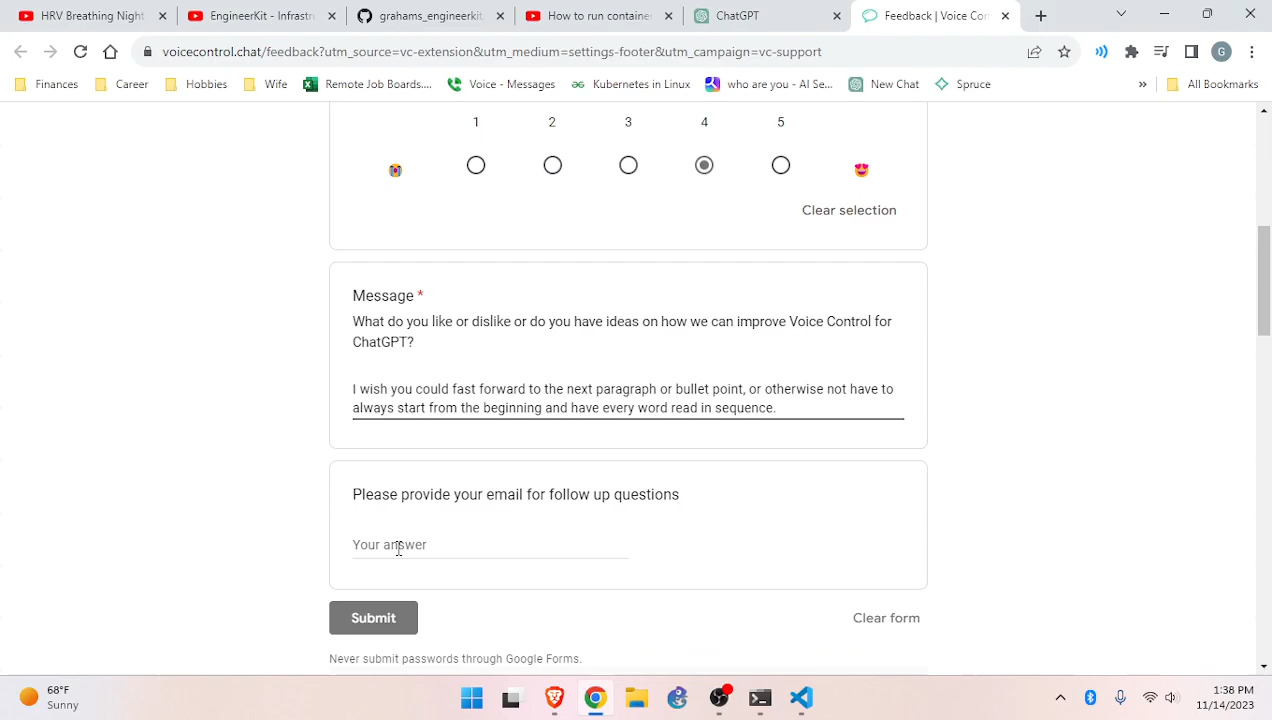 HRV Breathing Night
EngineerKit - Infrastr
grahams_engineerkit
How to run container
ChatGPT
Feedback | Voice Con
voicecontrol.chat/feedback?utm_source=vc-extension&utm_medium=settings-footer&utm_campaign=vc-support
G
Finances
Career
Hobbies
Wife
Remote Job Boards....
Voice - Messages
Kubernetes in Linux
who are you - AI Se...
New Chat
Spruce
»
All Bookmarks
1 2 3 4 5
Clear selection
Message *
What do you like or dislike or do you have ideas on how we can improve Voice Control for
ChatGPT?
I wish you could fast forward to the next paragraph or bullet point, or otherwise not have to
always start from the beginning and have every word read in sequence.
Please provide your email for follow up questions
Your answer
Submit
Clear form
Never submit passwords through Google Forms.
68°F
Sunny
1:38 PM
11/14/2023